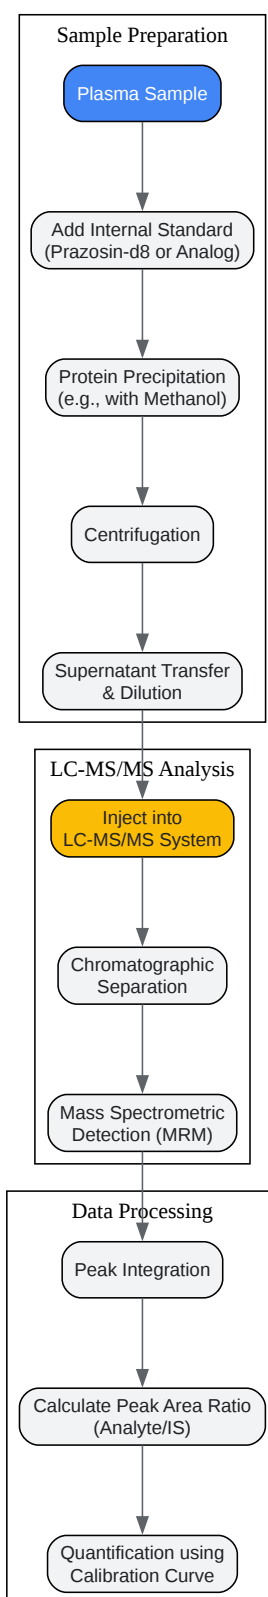 Sample Preparation
Plasma Sample
Add Internal Standard
(Prazosin-d8 or Analog)
Protein Precipitation
(e.g., with Methanol)
Centrifugation
Supernatant Transfer
& Dilution
LC-MS/MS Analysis
Inject into
LC-MS/MS System
Chromatographic
Separation
Mass Spectrometric
Detection (MRM)
Data Processing
Peak Integration
Calculate Peak Area Ratio
(Analyte/IS)
Quantification using
Calibration Curve